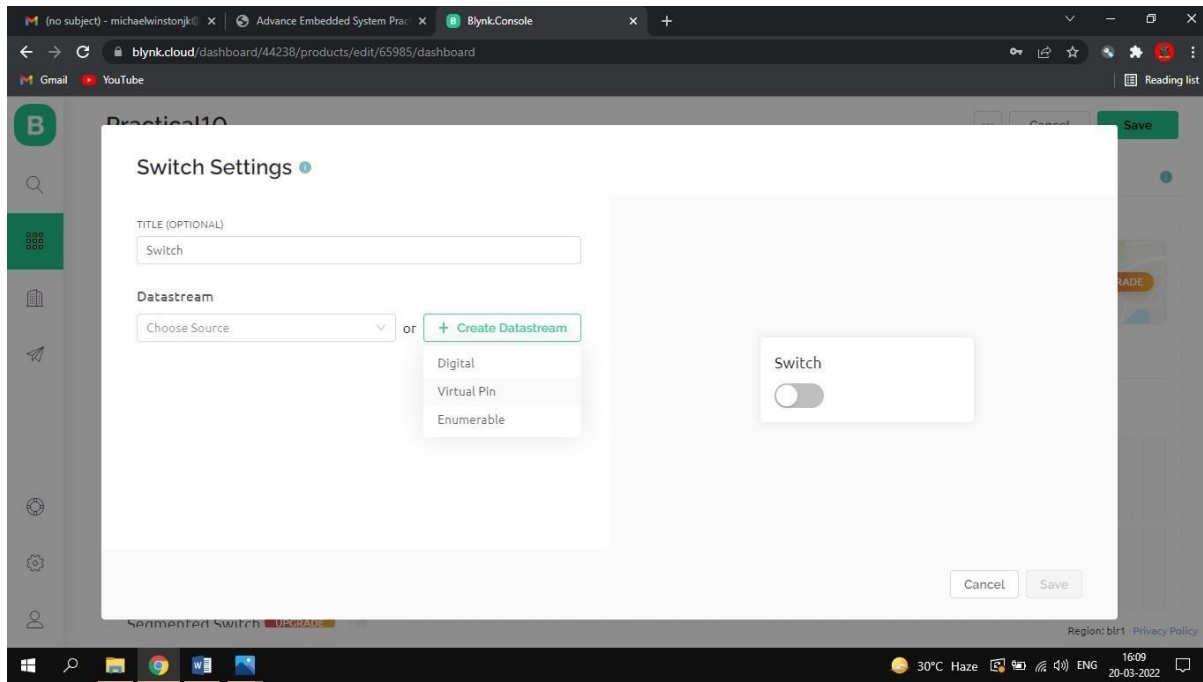 (no subject) - michaelwinstonjk
Advance Embedded System Prac
Blynk.Console
blynk.cloud/dashboard/44238/products/edit/65985/dashboard
Gmail
YouTube
Reading list
B
Practical10
Cancel
Save
Switch Settings
TITLE (OPTIONAL)
Switch
Datastream
Choose Source
or
+ Create Datastream
Digital
Virtual Pin
Enumerable
Switch
RADE
Cancel
Save
Segmented Switch
UPGRADE
Region: blr1 Privacy Policy
30°C Haze
ENG
16:09
20-03-2022